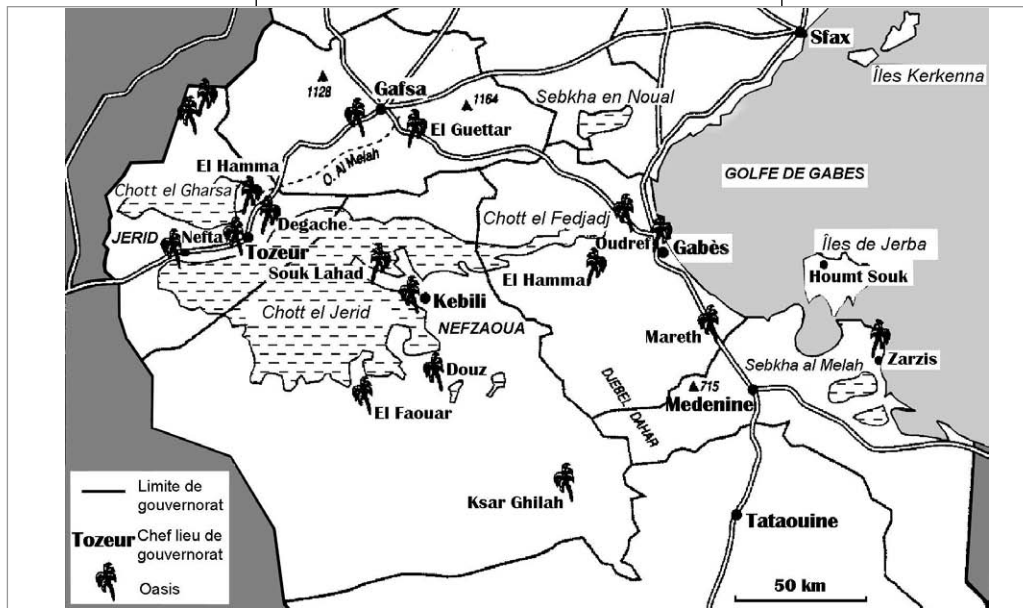 Sfax
Îles Kerkenna
1128
Gafsa
1164
Sebkha en Noual
El Guettar
O. Al Melah
El Hamma
GOLFE DE GABES
Chott el Gharsa
Degache
Chott el Fedjadj
JERID
Nefta
Tozeur
Oudref
Gabès
Îles de Jerba
Houmt Souk
Souk Lahad
El Hamma
Kebili
Chott el Jerid
NEFZAOUA
Mareth
Zarzis
Sebkha al Melah
Douz
715
El Faouar
DJEBEL DAHAR
Medenine
Ksar Ghilah
Tataouine
Limite de
gouvernorat
Tozeur Chef lieu de
gouvernorat
Oasis
50 km